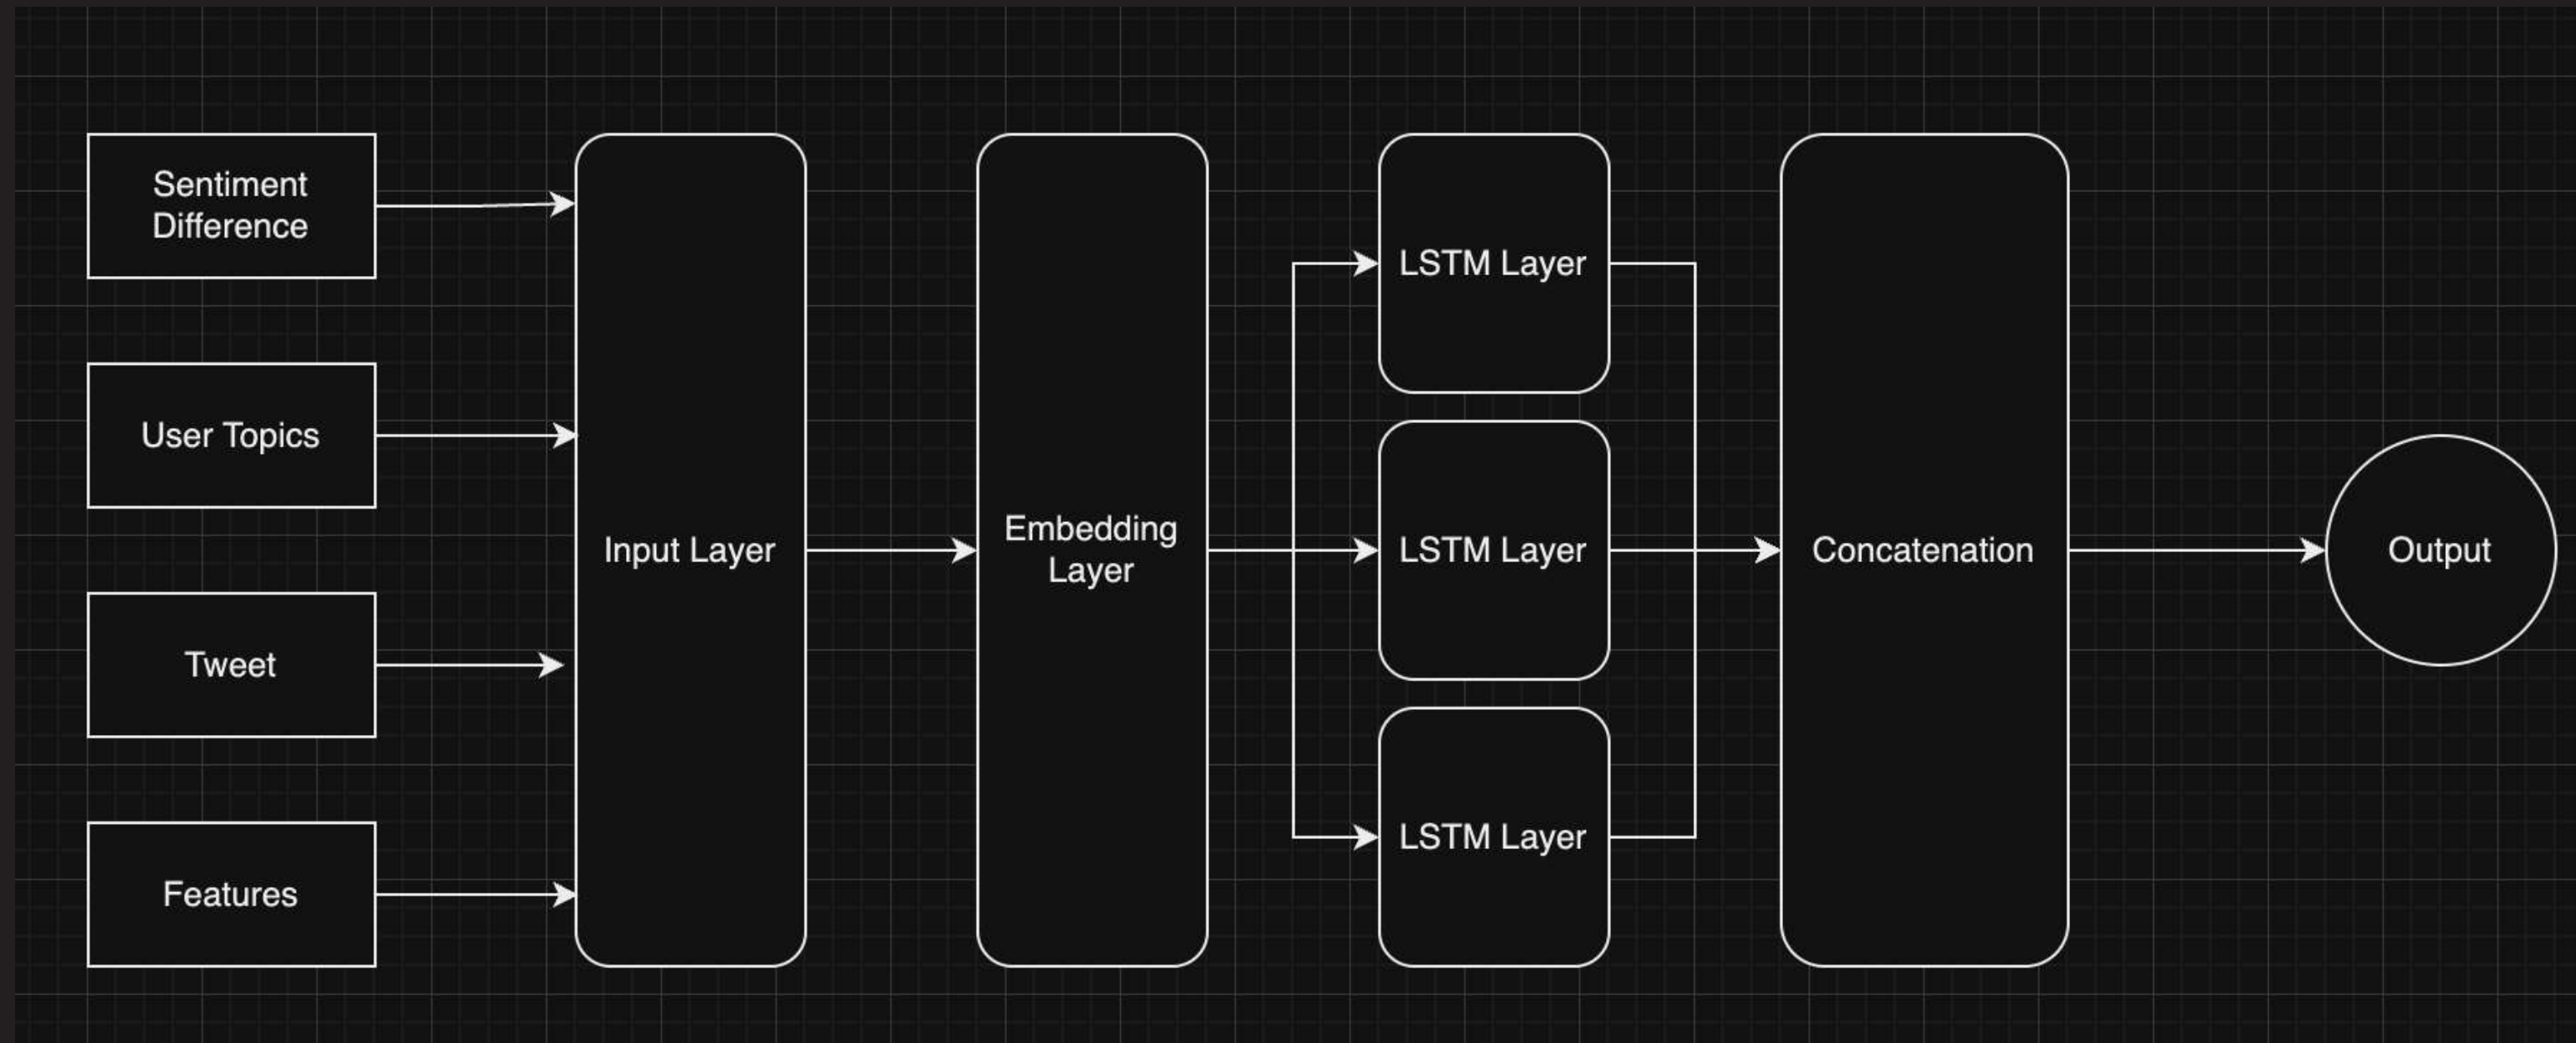 Sentiment
Difference
User Topics
Tweet
Features
Input Layer
Embedding
Layer
LSTM Layer
LSTM Layer
LSTM Layer
Concatenation
Output